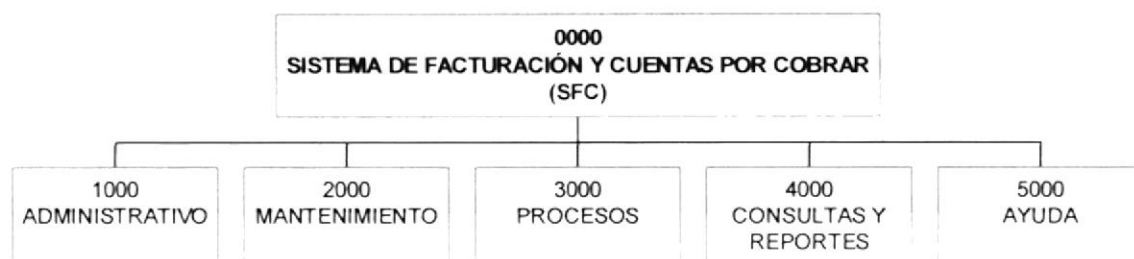 0000
SISTEMA DE FACTURACIÓN Y CUENTAS POR COBRAR
(SFC)
1000
ADMINISTRATIVO
2000
MANTENIMIENTO
3000
PROCESOS
4000
CONSULTAS Y
REPORTES
5000
AYUDA